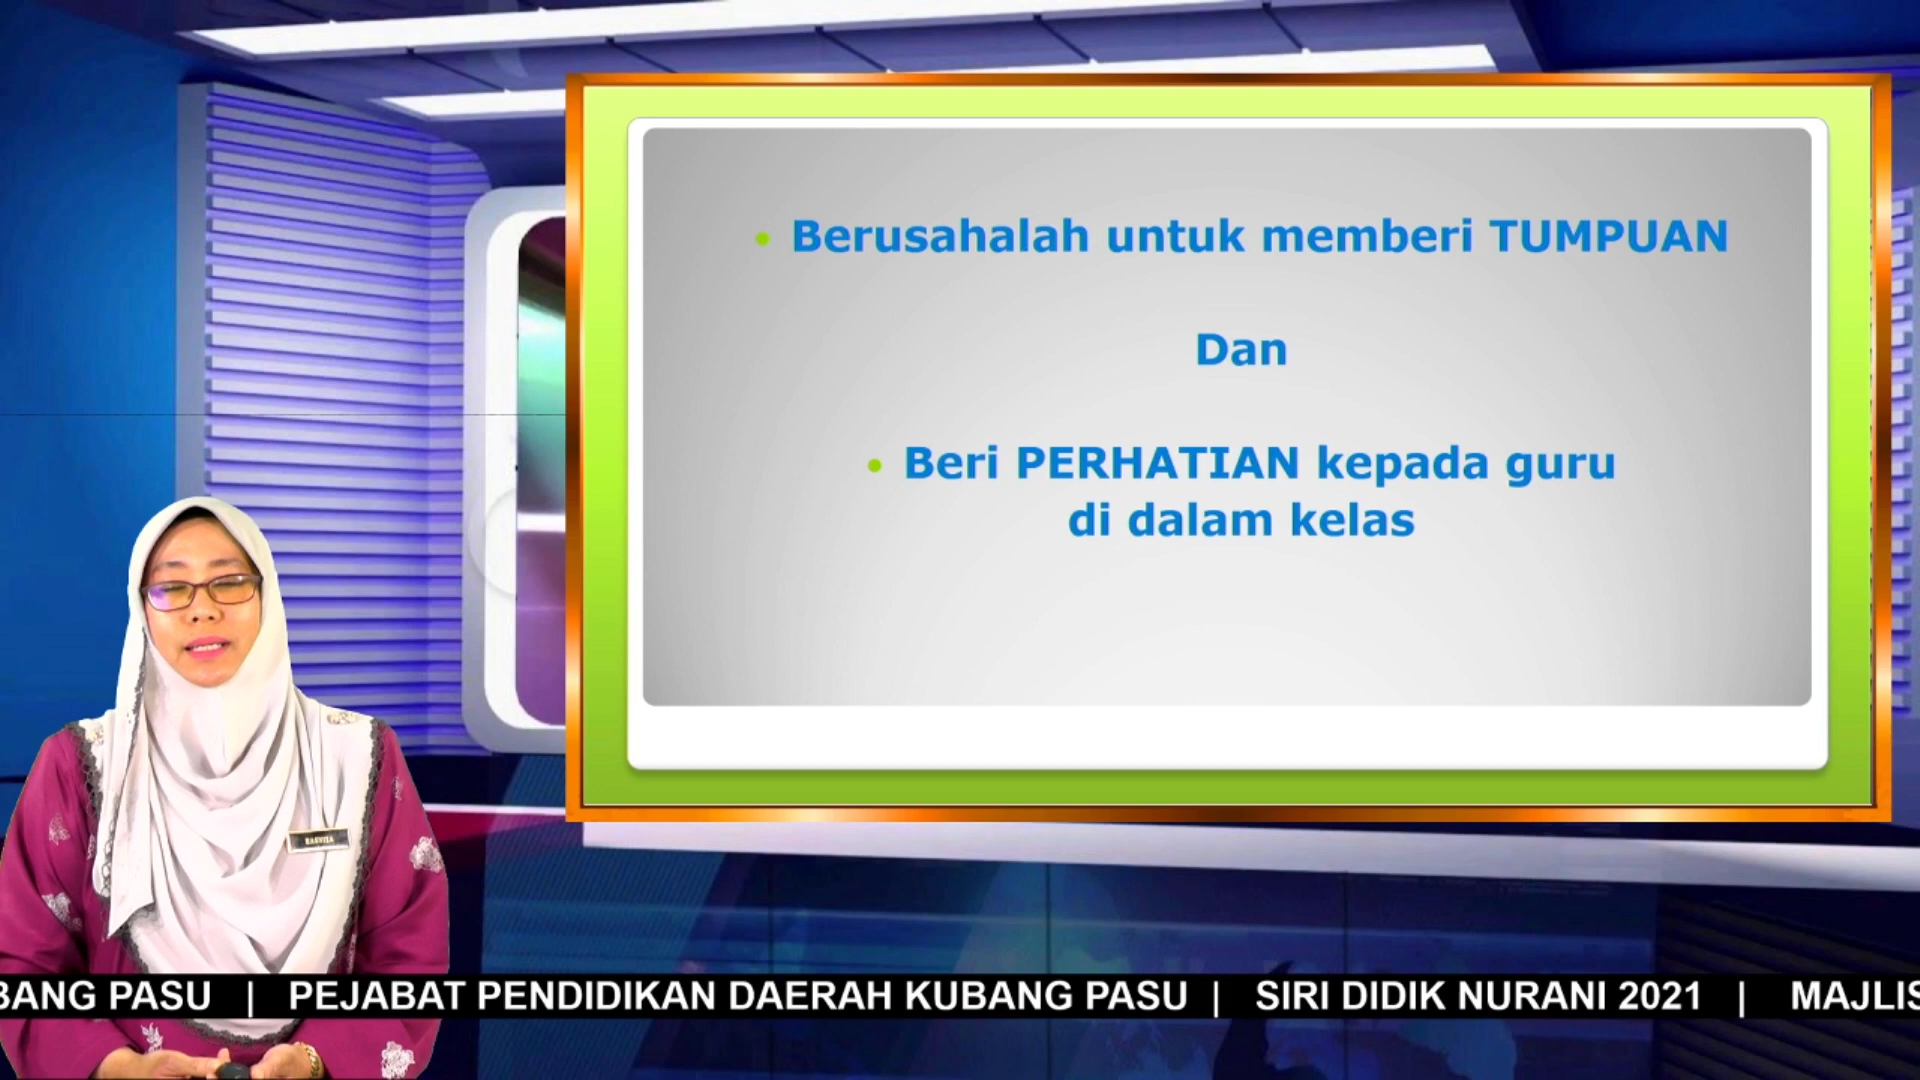 • Berusahalah untuk memberi TUMPUAN
Dan
• Beri PERHATIAN kepada guru
di dalam kelas
BANG PASU | PEJABAT PENDIDIKAN DAERAH KUBANG PASU | SIRI DIDIK NURANI 2021 | MAJLIS